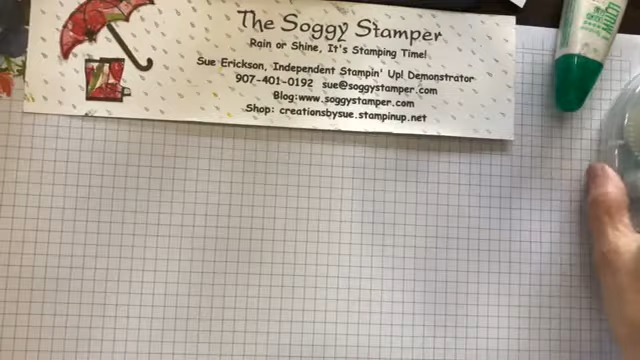 The Soggy Stamper
Rain or Shine, It's Stamping Time!
Sue Erickson, Independent Stampin' Up! Demonstrator
907-401-0192 sue@soggystamper.com
Blog:www.soggystamper.com
Shop: creationsbysue.stampinup.net